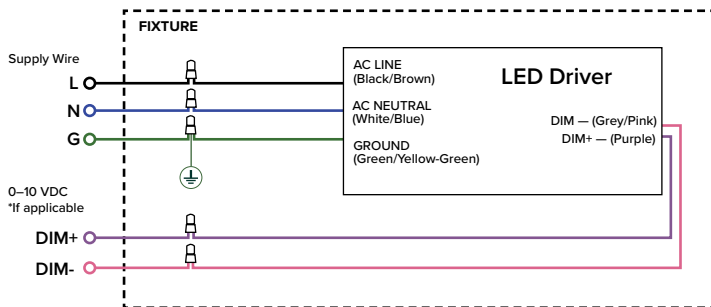 FIXTURE
Supply Wire
L
N
G
AC LINE
(Black/Brown)
AC NEUTRAL
(White/Blue)
GROUND
(Green/Yellow-Green)
LED Driver
DIM — (Grey/Pink)
DIM+ — (Purple)
0–10 VDC
*If applicable
DIM+
DIM-